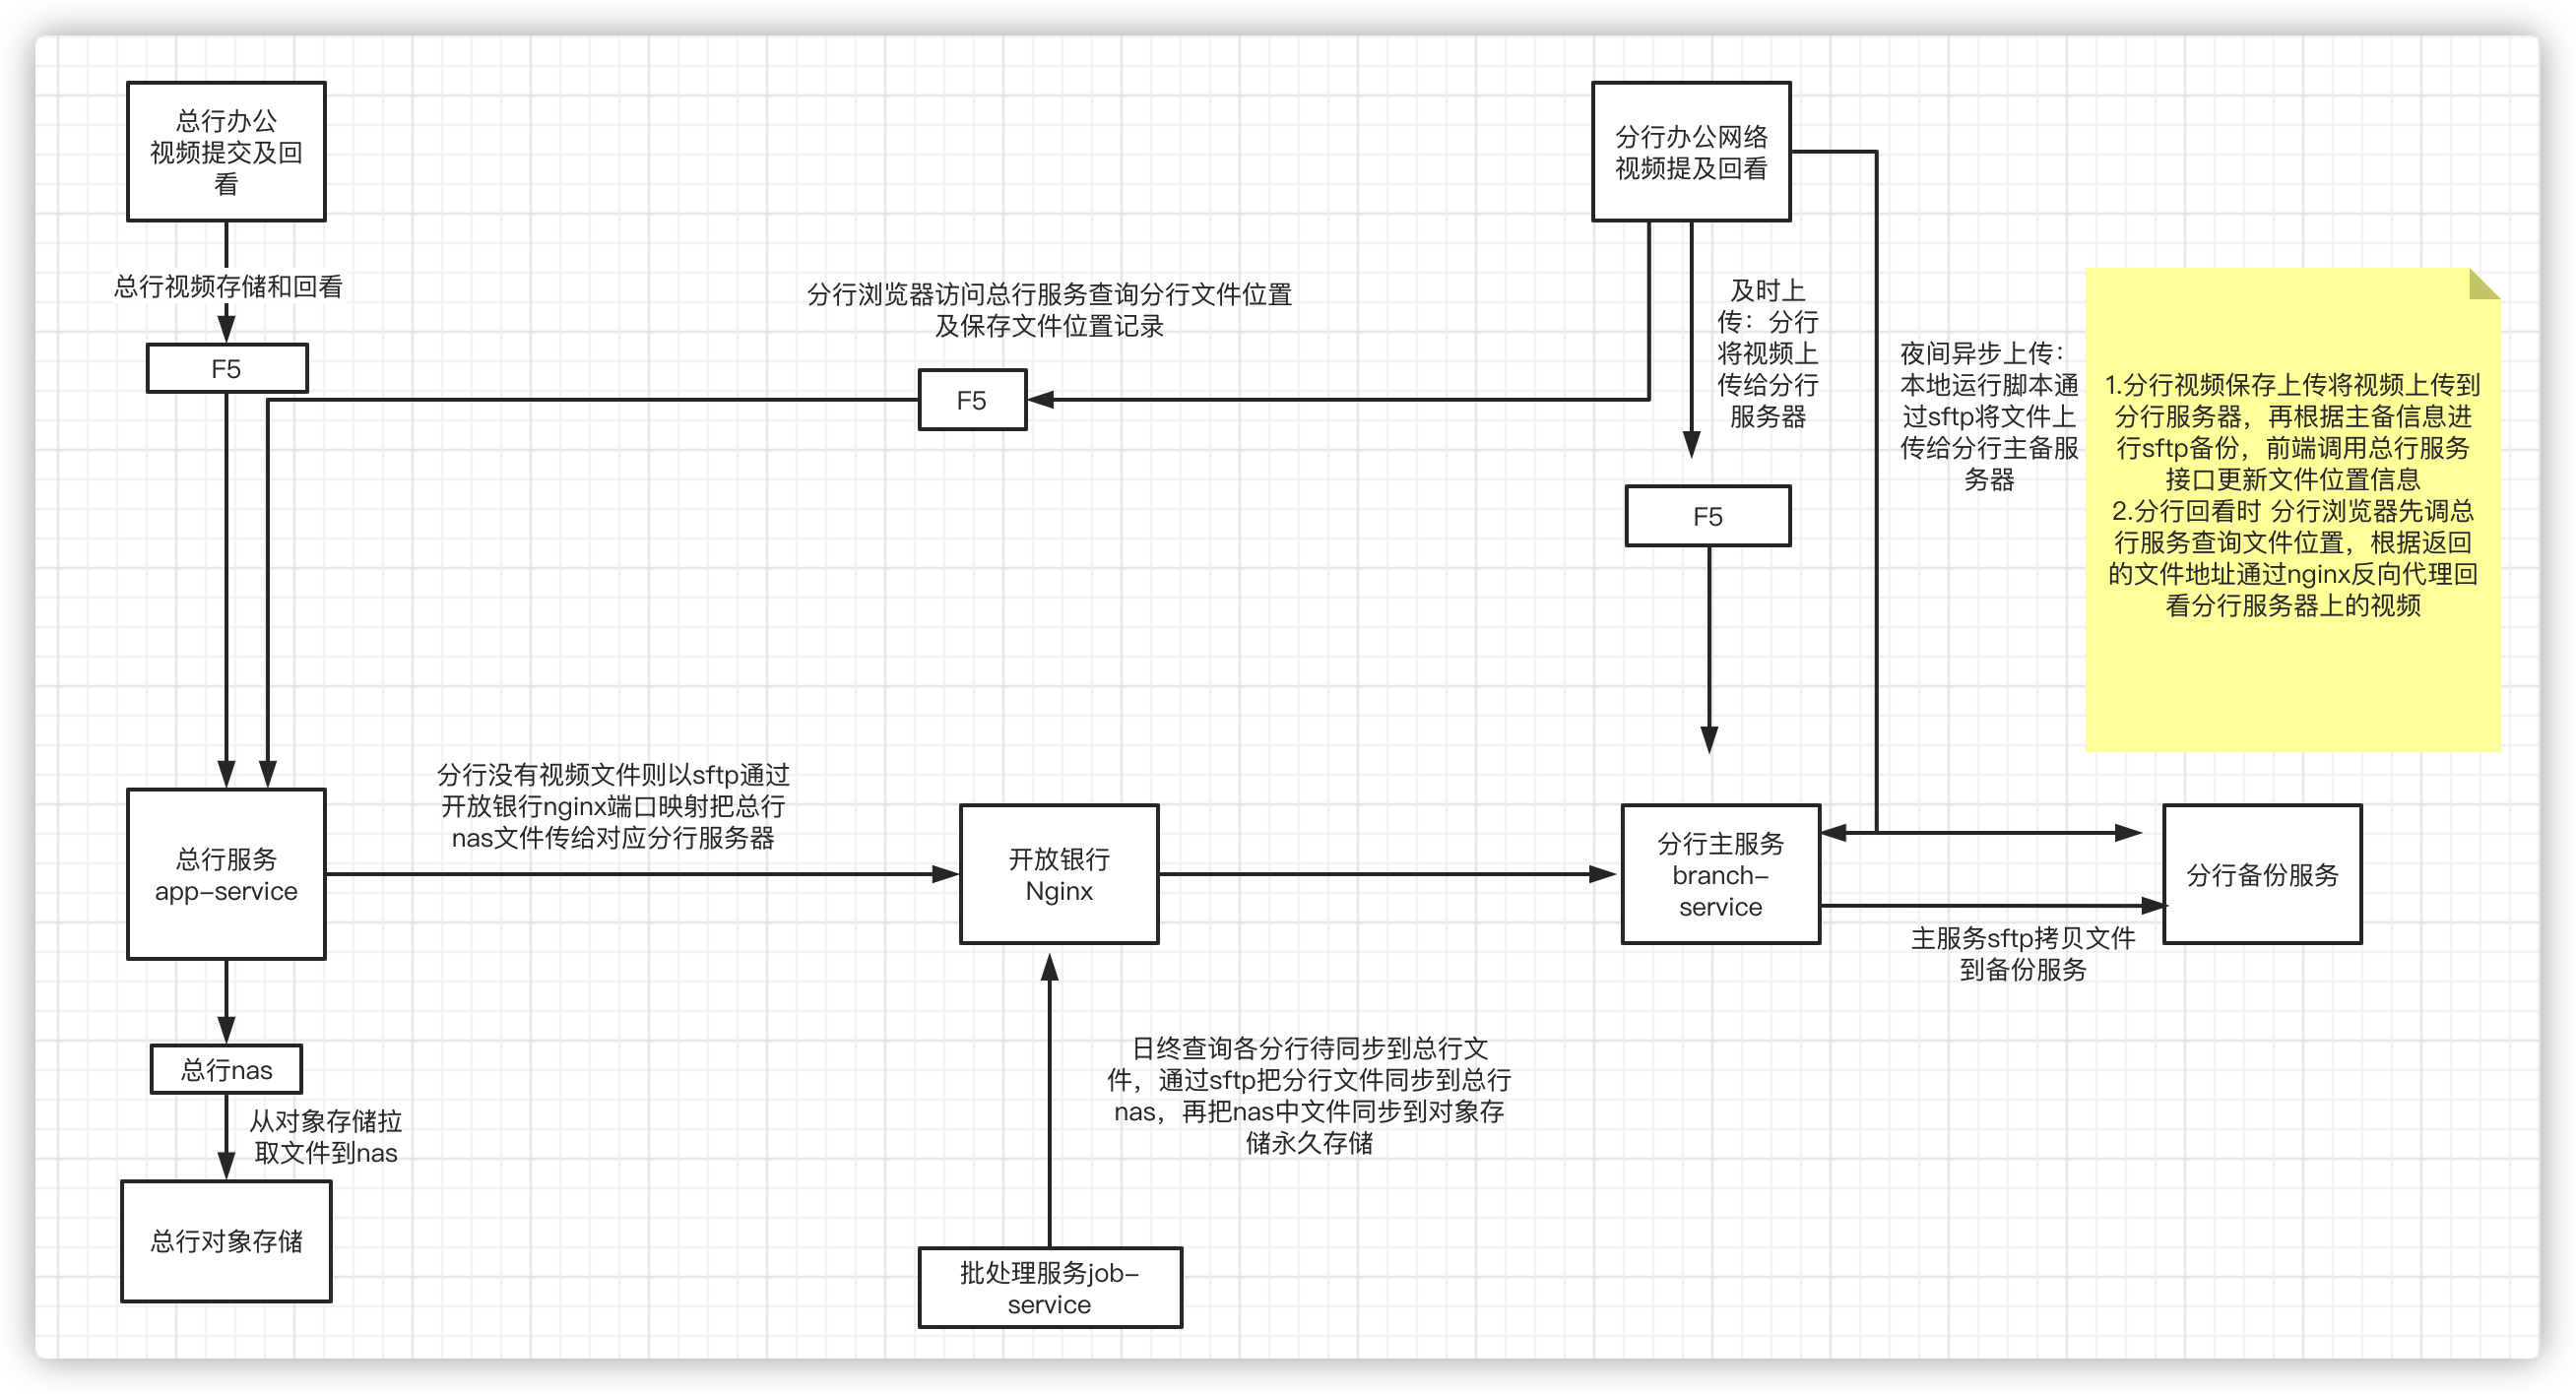 总行办公
视频提交及回
看
分行办公网络
视频提及回看
总行视频存储和回看
F5
分行浏览器访问总行服务查询分行文件位置
及保存文件位置记录
F5
及时上
传：分行
将视频上
传给分行
服务器
F5
夜间异步上传：
本地运行脚本通
过sftp将文件上
传给分行主备服
务器
1.分行视频保存上传将视频上传到
分行服务器，再根据主备信息进
行sftp备份，前端调用总行服务
接口更新文件位置信息
2.分行回看时 分行浏览器先调总
行服务查询文件位置，根据返回
的文件地址通过nginx反向代理回
看分行服务器上的视频
分行没有视频文件则以sftp通过
开放银行nginx端口映射把总行
nas文件传给对应分行服务器
总行服务
app-service
开放银行
Nginx
分行主服务
branch-
service
分行备份服务
主服务sftp拷贝文件
到备份服务
总行nas
从对象存储拉
取文件到nas
总行对象存储
日终查询各分行待同步到总行文
件，通过sftp把分行文件同步到总行
nas，再把nas中文件同步到对象存
储永久存储
批处理服务job-
service